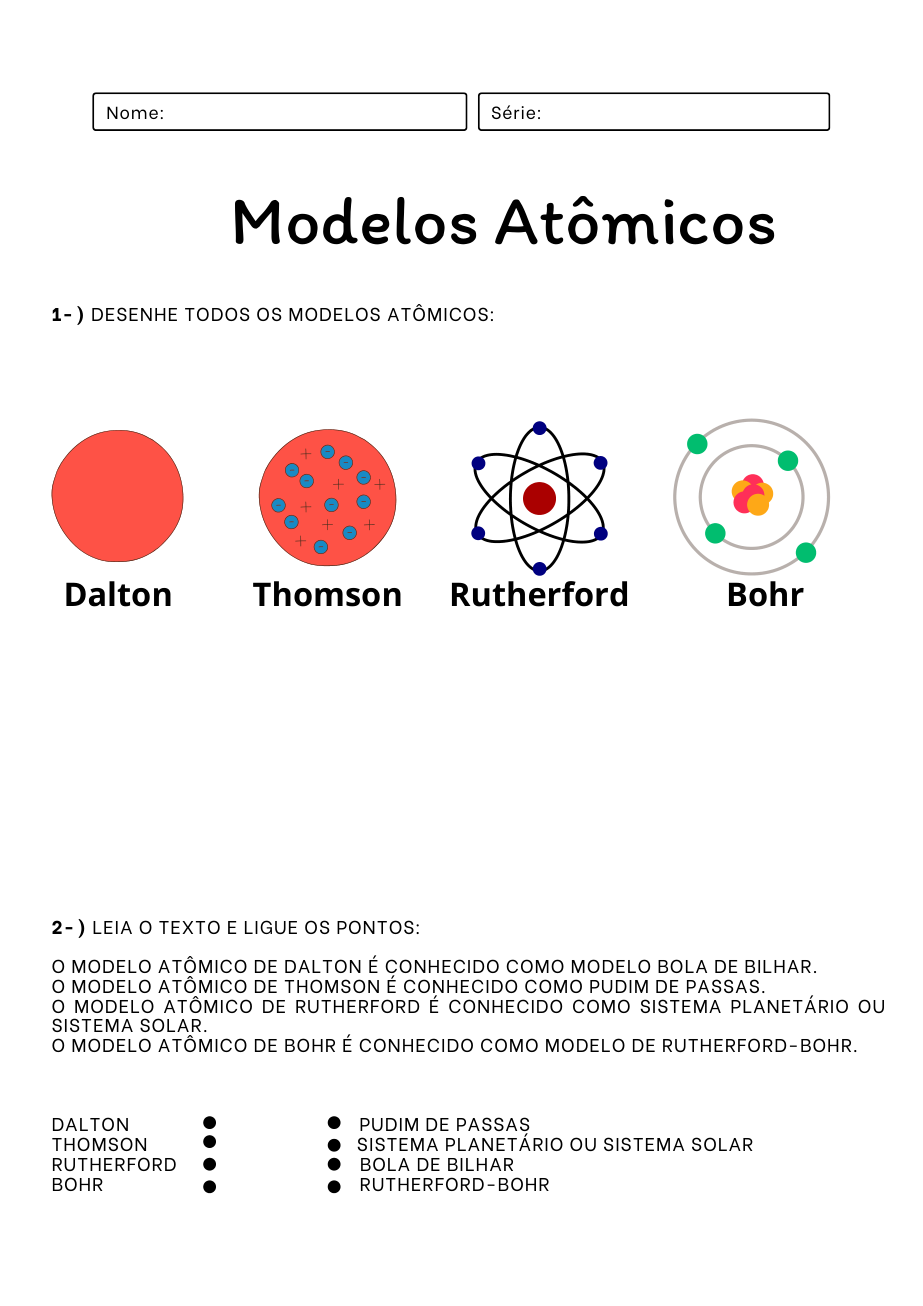 Nome:
Série:
Modelos Atômicos
1-) DESENHE TODOS OS MODELOS ATÔMICOS:
Dalton
Thomson
Rutherford
Bohr
2-) LEIA O TEXTO E LIGUE OS PONTOS:
O MODELO ATÔMICO DE DALTON É CONHECIDO COMO MODELO BOLA DE BILHAR.
O MODELO ATÔMICO DE THOMSON É CONHECIDO COMO PUDIM DE PASSAS.
O MODELO ATÔMICO DE RUTHERFORD É CONHECIDO COMO SISTEMA PLANETÁRIO OU
SISTEMA SOLAR.
O MODELO ATÔMICO DE BOHR É CONHECIDO COMO MODELO DE RUTHERFORD-BOHR.
DALTON
THOMSON
RUTHERFORD
BOHR
PUDIM DE PASSAS
SISTEMA PLANETÁRIO OU SISTEMA SOLAR
BOLA DE BILHAR
RUTHERFORD-BOHR